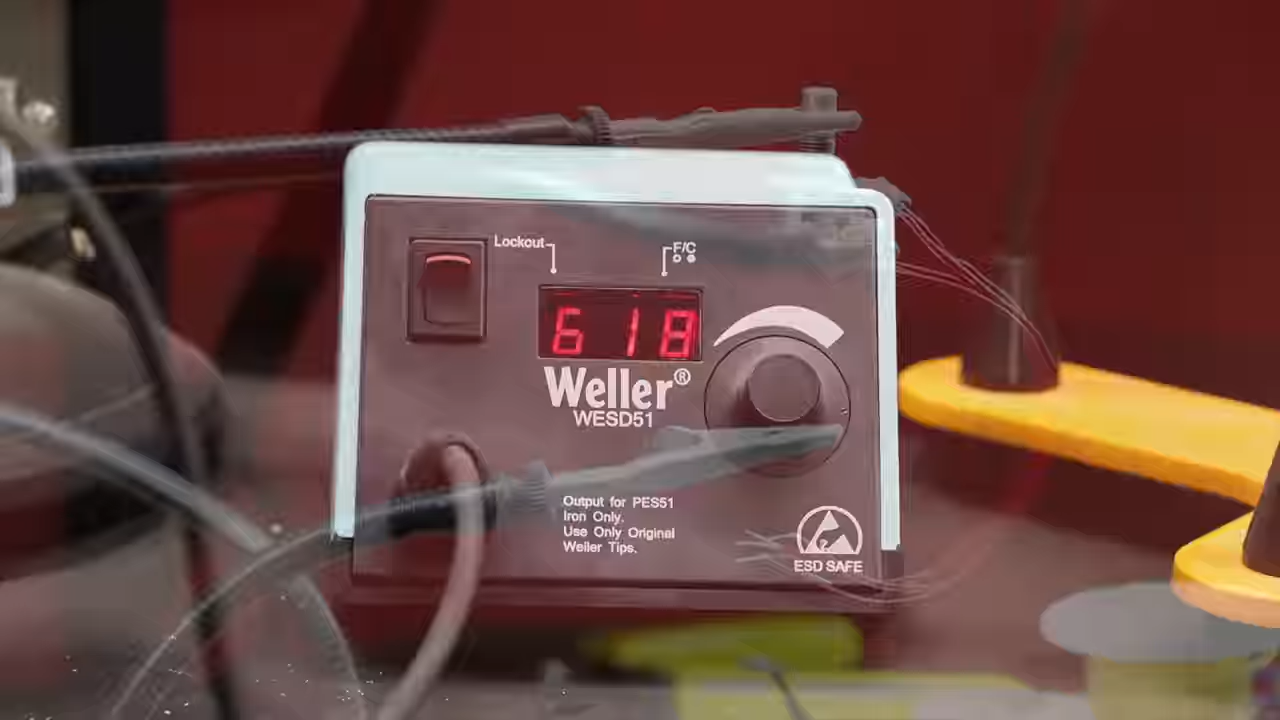 Lockout
F/C
618
Weller®
WESD51
Output for PES51
Iron Only.
Use Only Original
Weller Tips.
ESD SAFE